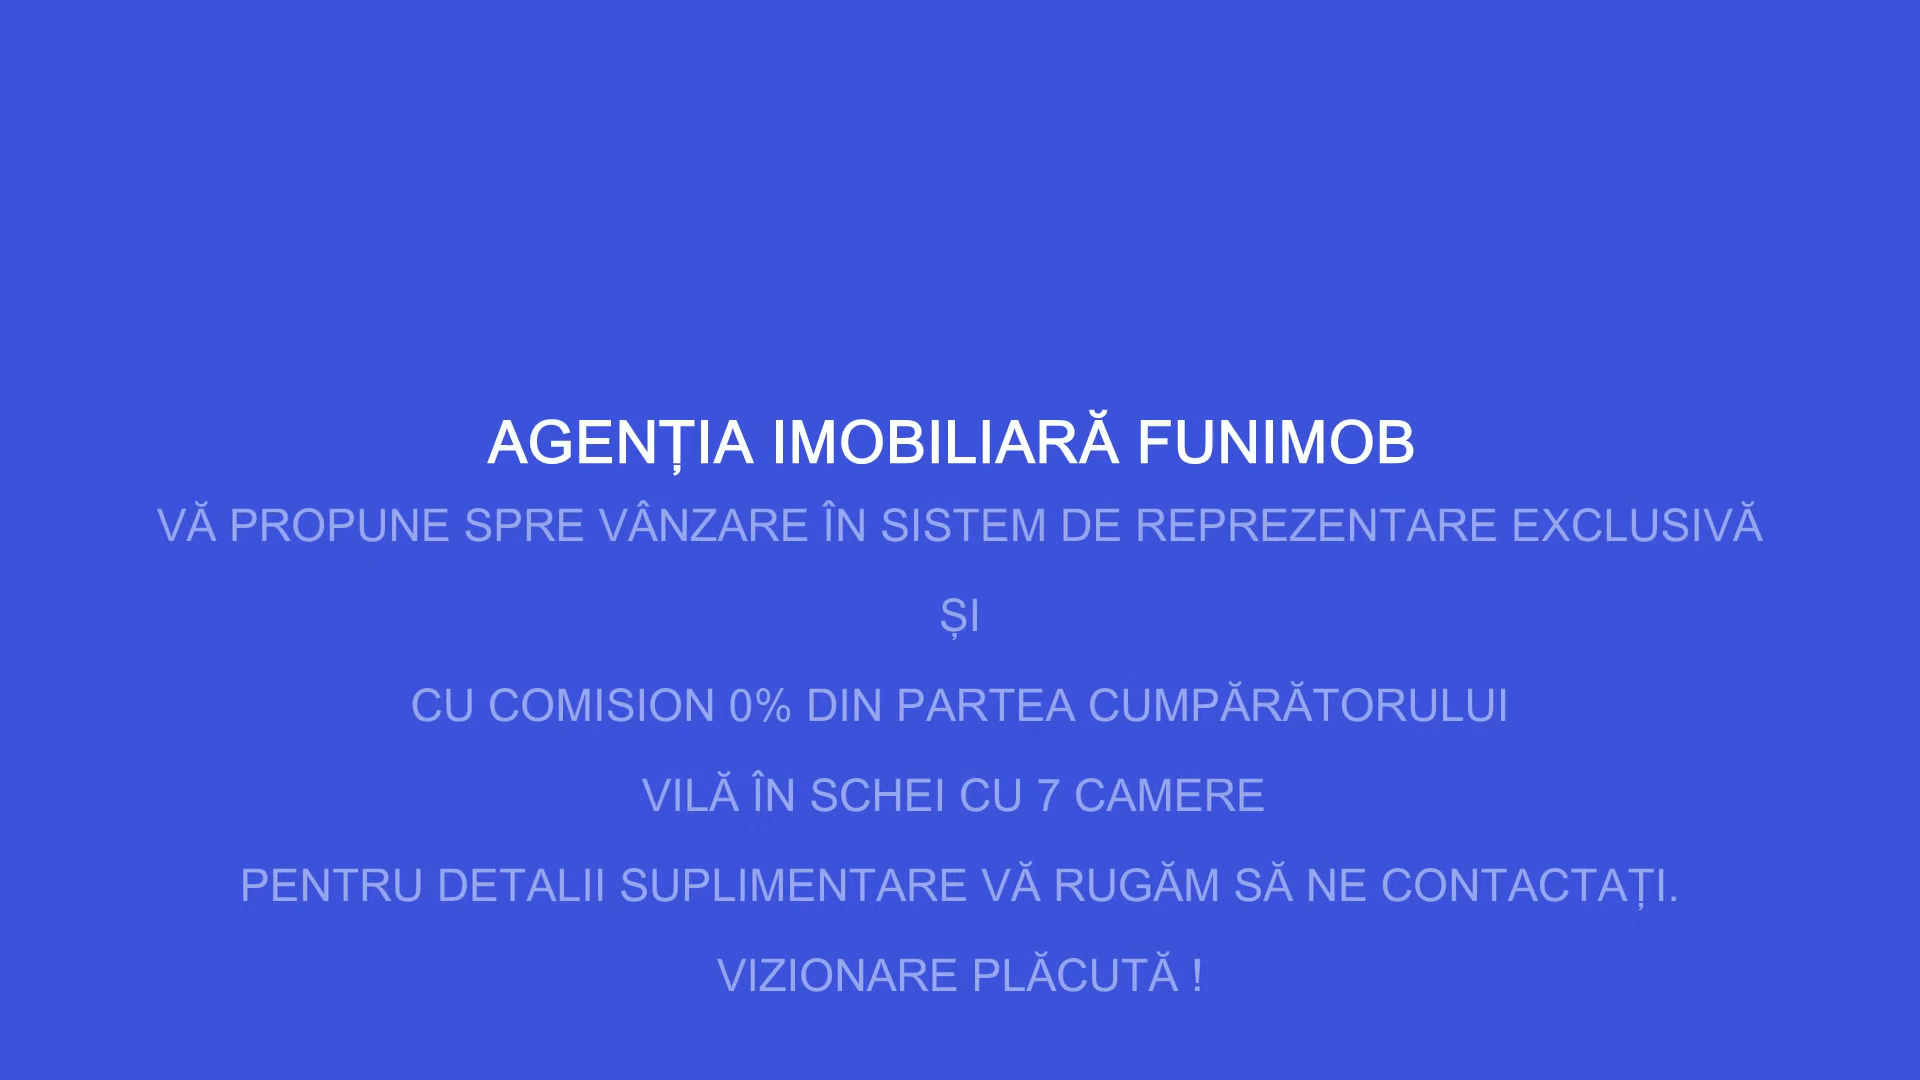 AGENȚIA IMOBILIARĂ FUNIMOB
VĂ PROPUNE SPRE VÂNZARE ÎN SISTEM DE REPREZENTARE EXCLUSIVĂ
ȘI
CU COMISION 0% DIN PARTEA CUMPĂRĂTORULUI
VILĂ ÎN SCHEI CU 7 CAMERE
PENTRU DETALII SUPLIMENTARE VĂ RUGĂM SĂ NE CONTACTAȚI.
VIZIONARE PLĂCUTĂ !